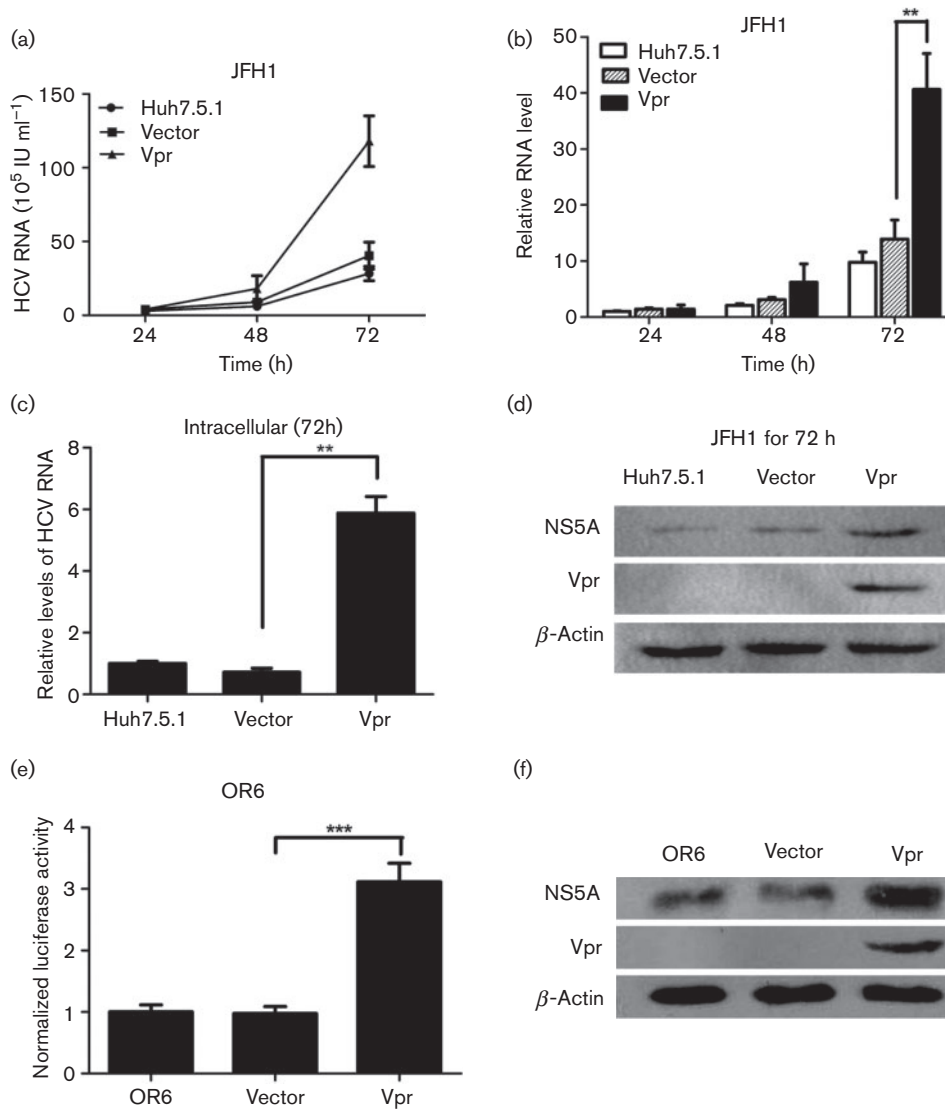 (a)
JFH1
HCV RNA (10⁵ IU ml⁻¹)
150
100
50
0
Huh7.5.1
Vector
Vpr
24 48 72
Time (h)
(b)
JFH1
**
Relative RNA level
50
40
30
20
10
0
Huh7.5.1
Vector
Vpr
24 48 72
Time (h)
(c)
Intracellular (72h)
**
Relative levels of HCV RNA
8
6
4
2
0
Huh7.5.1 Vector Vpr
(d)
JFH1 for 72 h
Huh7.5.1 Vector Vpr
NS5A
Vpr
β-Actin
(e)
OR6
***
Normalized luciferase activity
4
3
2
1
0
OR6 Vector Vpr
(f)
OR6 Vector Vpr
NS5A
Vpr
β-Actin